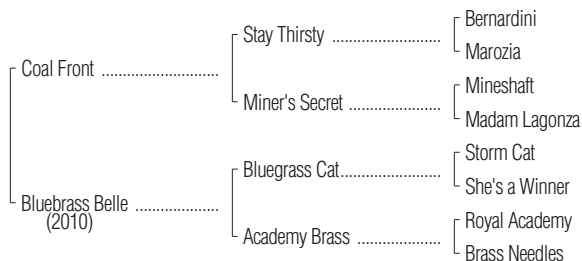 Bernardini
Stay Thirsty ........................
Marozia
Coal Front ..........................
Mineshaft
Miner's Secret ....................
Madam Lagonza
Storm Cat
Bluegrass Cat......................
She's a Winner
Bluebrass Belle ..................
(2010)
Royal Academy
Academy Brass ..................
Brass Needles